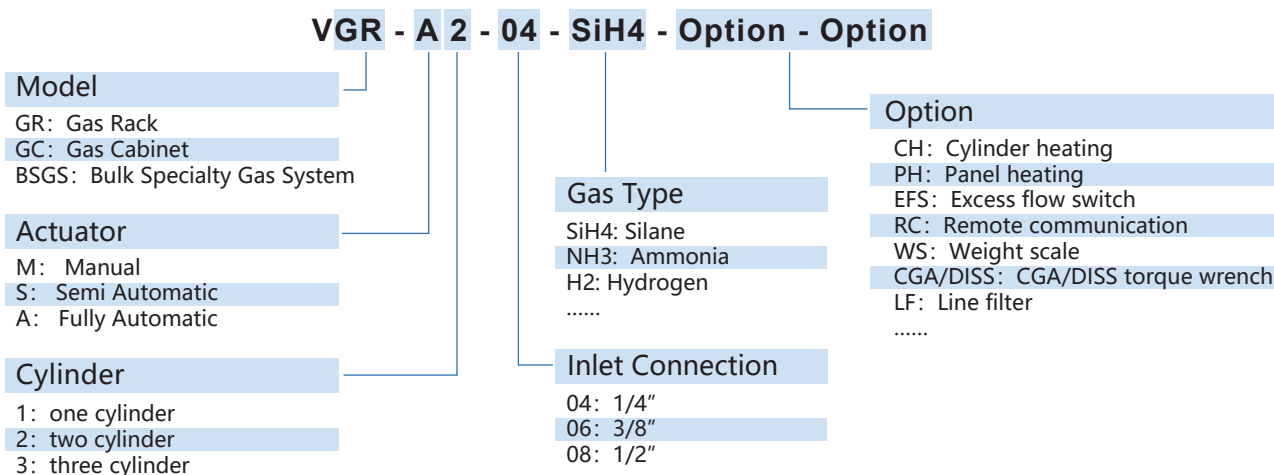 VGR - A 2 - 04 - SiH4 - Option - Option
Model
GR： Gas Rack
GC： Gas Cabinet
BSGS： Bulk Specialty Gas System
Actuator
M： Manual
S： Semi Automatic
A： Fully Automatic
Cylinder
1： one cylinder
2： two cylinder
3： three cylinder
Gas Type
SiH4: Silane
NH3： Ammonia
H2: Hydrogen
......
Inlet Connection
04： 1/4”
06： 3/8”
08： 1/2”
Option
CH： Cylinder heating
PH： Panel heating
EFS： Excess flow switch
RC： Remote communication
WS： Weight scale
CGA/DISS： CGA/DISS torque wrench
LF： Line filter
......